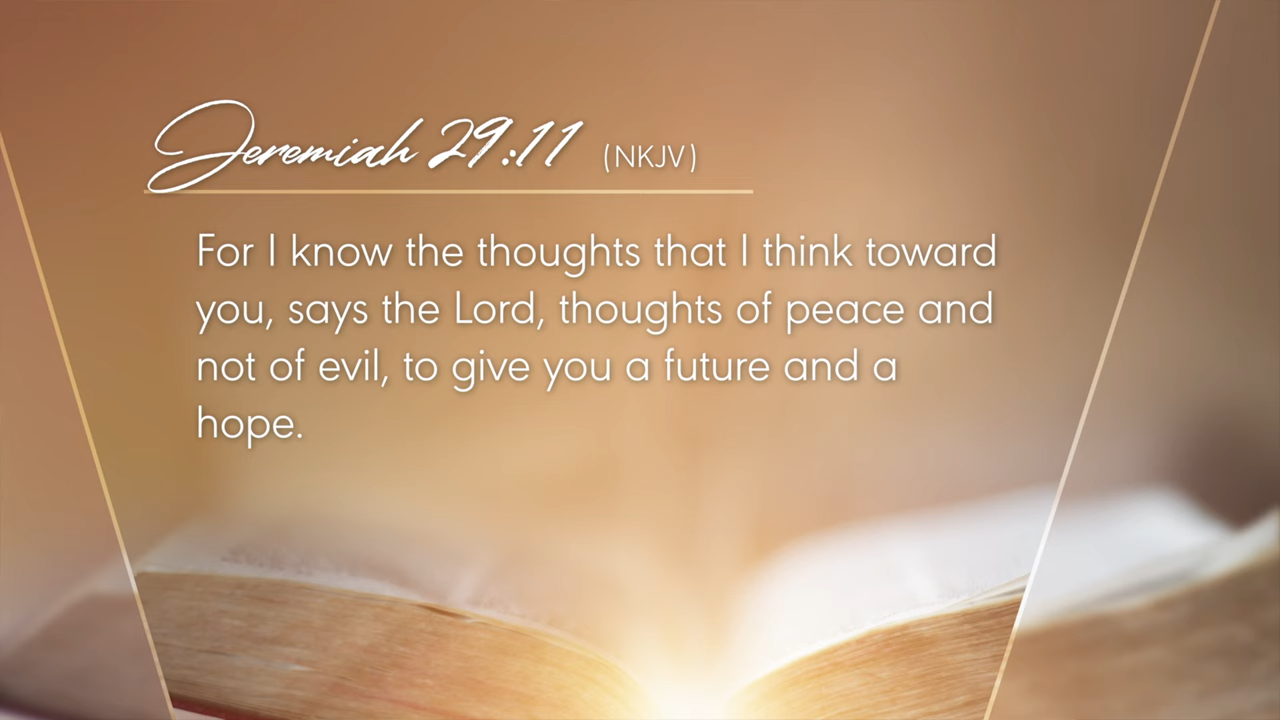 Jeremiah 29:11 (NKJV)
For I know the thoughts that I think toward
you, says the Lord, thoughts of peace and
not of evil, to give you a future and a
hope.